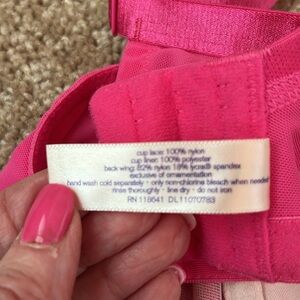 cup lace: 100% nylon
cup liner: 100% polyester
back wing: 82% nylon • 18% lycra® spandex
exclusive of ornamentation
hand wash cold separately • only non-chlorine bleach when needed
rinse thoroughly • line dry • do not iron
RN 118641 DL11070783